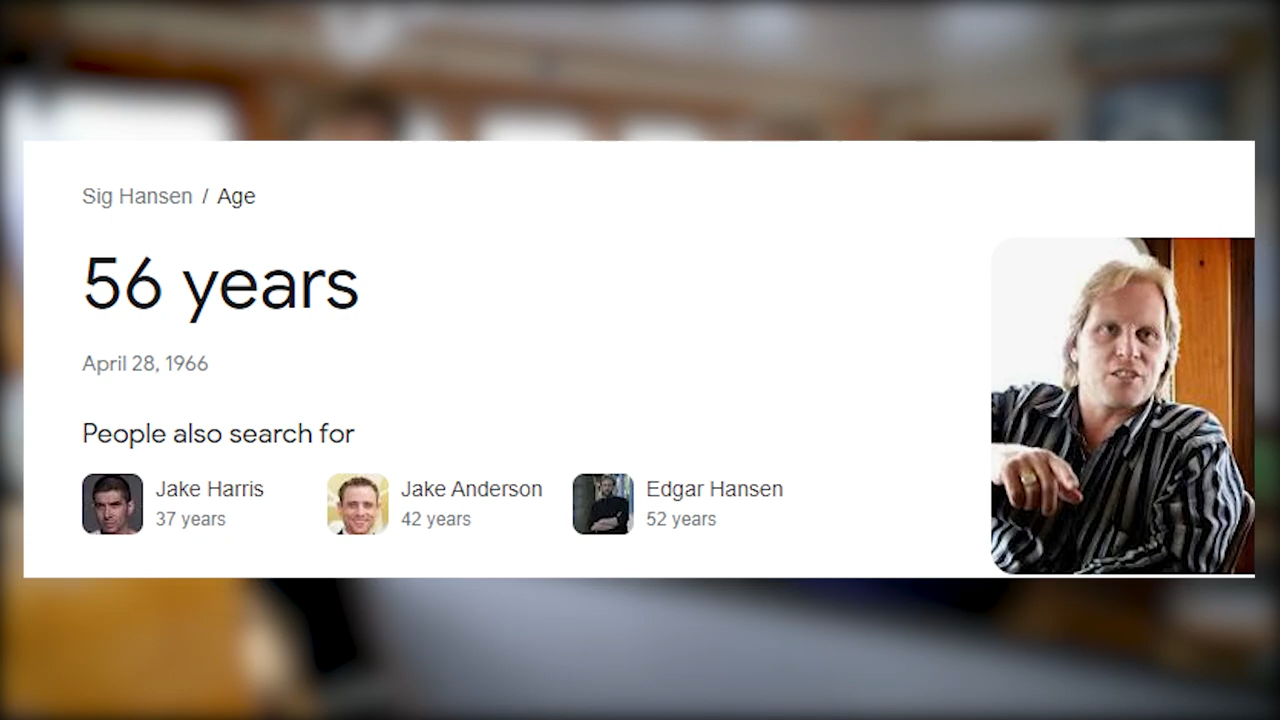 Sig Hansen / Age
56 years
April 28, 1966
People also search for
Jake Harris
37 years
Jake Anderson
42 years
Edgar Hansen
52 years